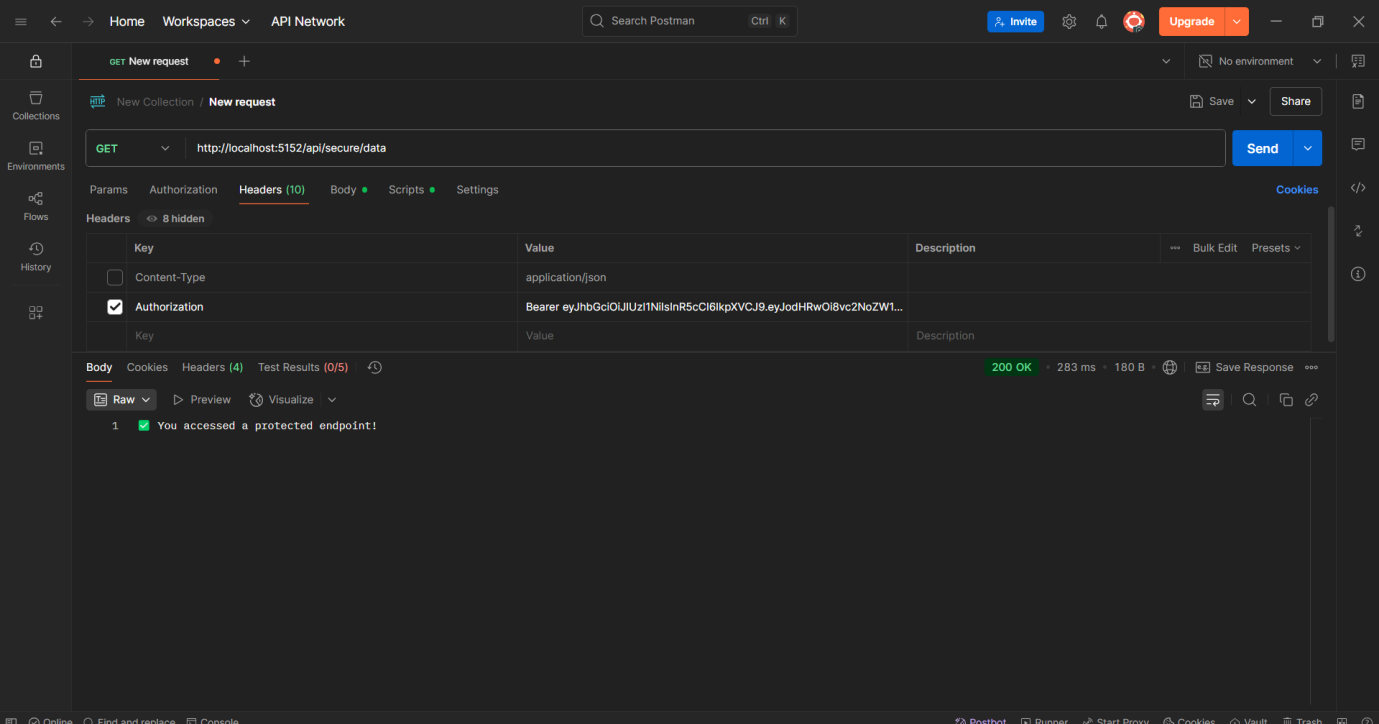 Home Workspaces API Network Search Postman Ctrl K Invite Upgrade
GET New request No environment
HTTP New Collection / New request Save Share
Collections
GET http://localhost:5152/api/secure/data Send
Environments
Params Authorization Headers (10) Body Scripts Settings Cookies
Flows
Headers 8 hidden
Key Value Description Bulk Edit Presets
History
Content-Type application/json
Authorization Bearer eyJhbGciOiJIUzI1NiIsInR5cCI6IkpXVCJ9.eyJodHRwOi8vc2NoZW1...
Key Value Description
Body Cookies Headers (4) Test Results (0/5) 200 OK 283 ms 180 B Save Response
Raw Preview Visualize
1 ✅ You accessed a protected endpoint!
Online Find and replace Console Postbot Runner Start Proxy Cookies Vault Trash